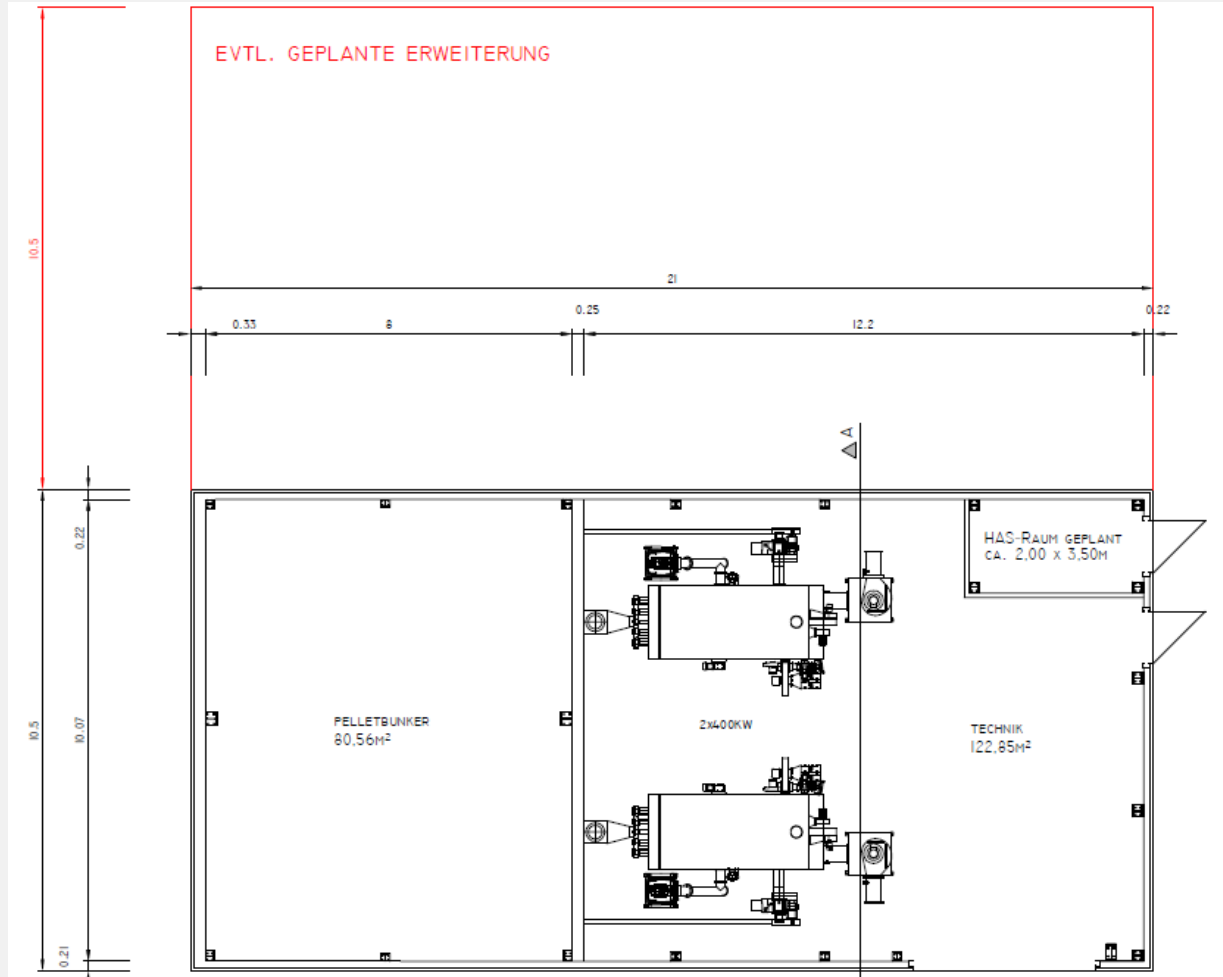 EVTL. GEPLANTE ERWEITERUNG
10.5
21
0.33
8
0.25
12.2
0.22
A
0.22
HAS-RAUM GEPLANT
CA. 2,00 X 3,50M
10.5
10.07
PELLETBUNKER
80,56M²
2X400KW
TECHNIK
122,85M²
0.21